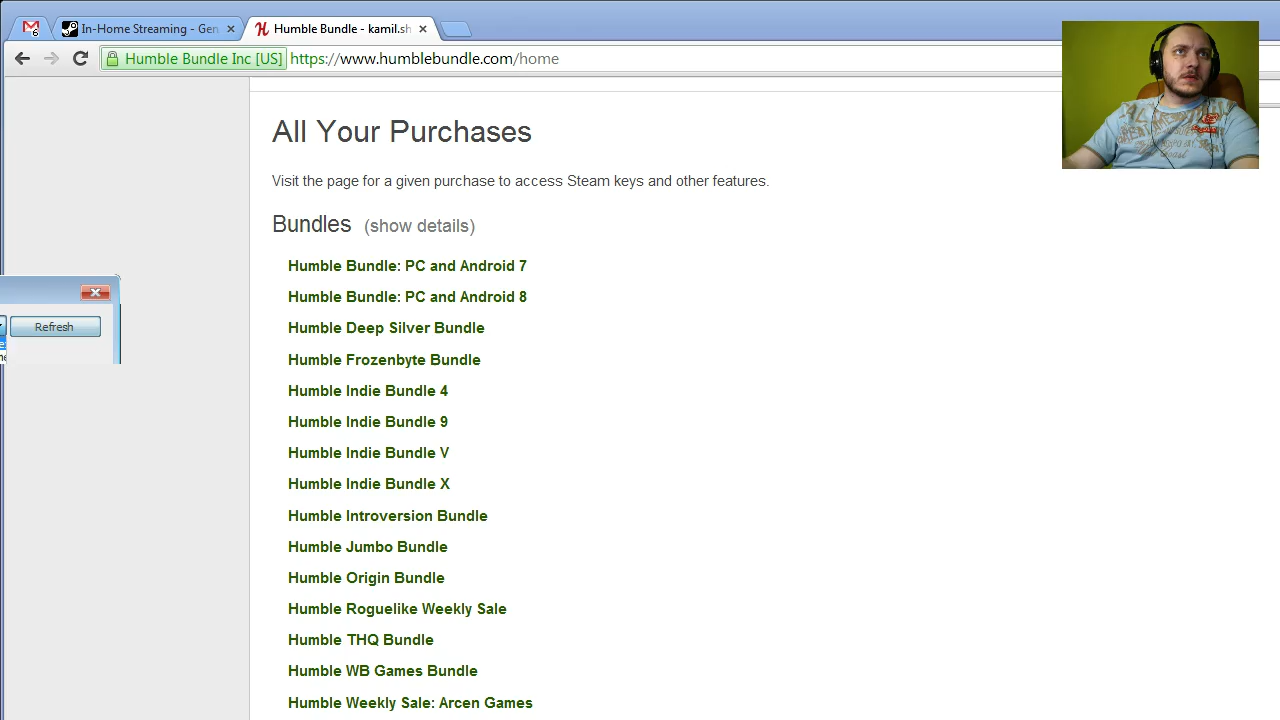 6
In-Home Streaming - Gen
Humble Bundle - kamil.sh
Humble Bundle Inc [US]
https://www.humblebundle.com/home
All Your Purchases
Visit the page for a given purchase to access Steam keys and other features.
Bundles (show details)
Humble Bundle: PC and Android 7
Humble Bundle: PC and Android 8
Refresh
Humble Deep Silver Bundle
Humble Frozenbyte Bundle
Humble Indie Bundle 4
Humble Indie Bundle 9
Humble Indie Bundle V
Humble Indie Bundle X
Humble Introversion Bundle
Humble Jumbo Bundle
Humble Origin Bundle
Humble Roguelike Weekly Sale
Humble THQ Bundle
Humble WB Games Bundle
Humble Weekly Sale: Arcen Games